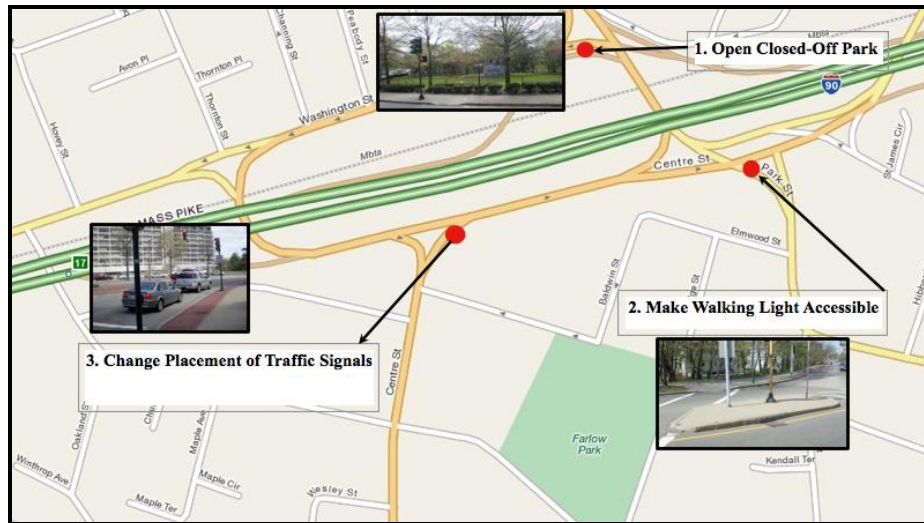 1. Open Closed-Off Park
2. Make Walking Light Accessible
3. Change Placement of Traffic Signals
Channing St
Peabody St
Avon Pl
Thornton Pl
Thornton St
Hovey St
Washington St
Mbta
Mbta
90
MASS PIKE
17
Centre St
Park St
St James Cir
Elmwood St
Baldwin St
Centre St
Farlow
Park
Oakland St
Maple Ave
Maple Cir
Maple Ter
Winthrop Ave
Wesley St
Kendall Ter